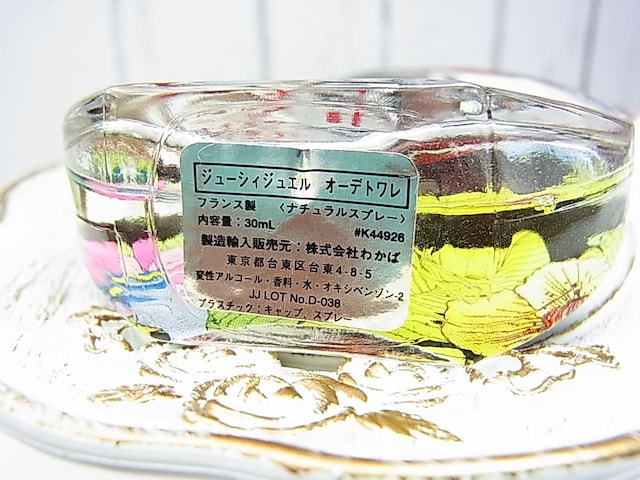 ジューシィジュエル オーデトワレ
フランス製 〈ナチュラルスプレー〉
内容量：30mL #K44926
製造輸入販売元：株式会社わかば
東京都台東区台東4-8-5
変性アルコール・香料・水・オキシベンゾン-2
JJ LOT No.D-038
プラスチック：キャップ、スプレー